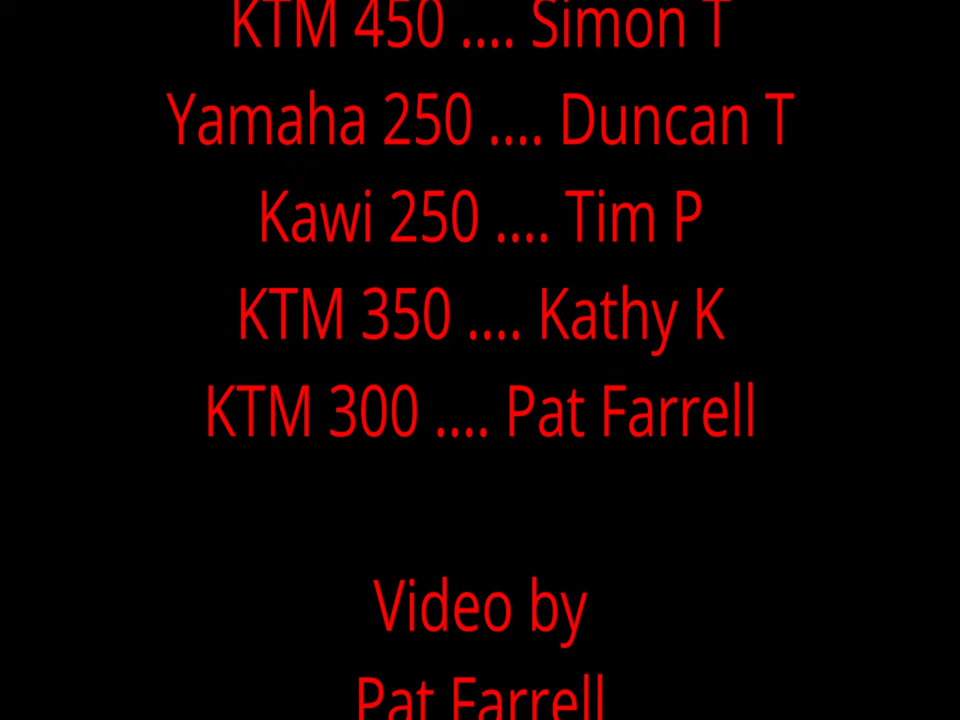 KTM 450 .... Simon T
Yamaha 250 .... Duncan T
Kawi 250 .... Tim P
KTM 350 .... Kathy K
KTM 300 .... Pat Farrell
Video by
Pat Farrell